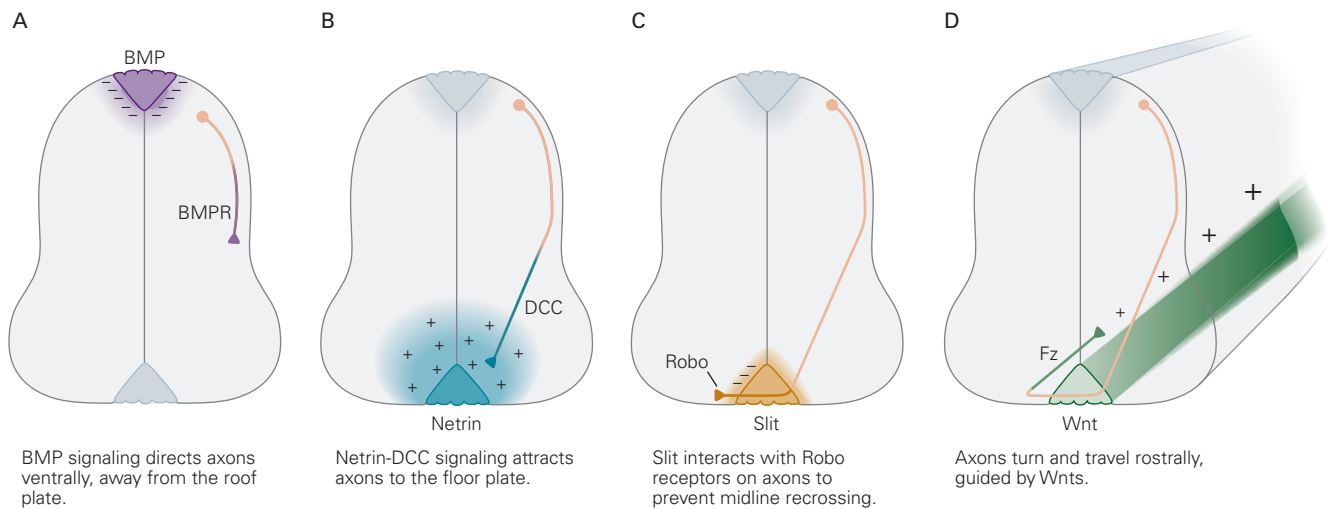 A
B
C
D
BMP
BMPR
DCC
Robo
Fz
Netrin
Slit
Wnt
BMP signaling directs axons
ventrally, away from the roof
plate.
Netrin-DCC signaling attracts
axons to the floor plate.
Slit interacts with Robo
receptors on axons to
prevent midline recrossing.
Axons turn and travel rostrally,
guided by Wnts.